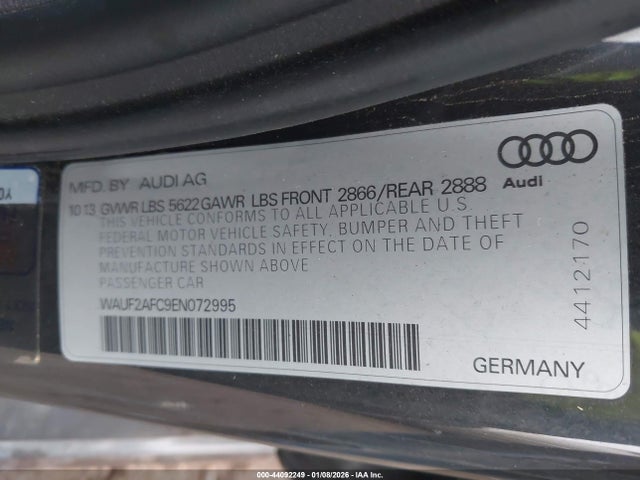 MFD. BY AUDI AG
Audi
10 13 GVWR LBS 5622 GAWR LBS FRONT 2866/REAR 2888
THIS VEHICLE CONFORMS TO ALL APPLICABLE U.S.
FEDERAL MOTOR VEHICLE SAFETY, BUMPER AND THEFT
PREVENTION STANDARDS IN EFFECT ON THE DATE OF
MANUFACTURE SHOWN ABOVE
PASSENGER CAR
WAUF2AFC9EN072995
4412170
GERMANY
000-44092249 - 01/08/2026 - IAA Inc.